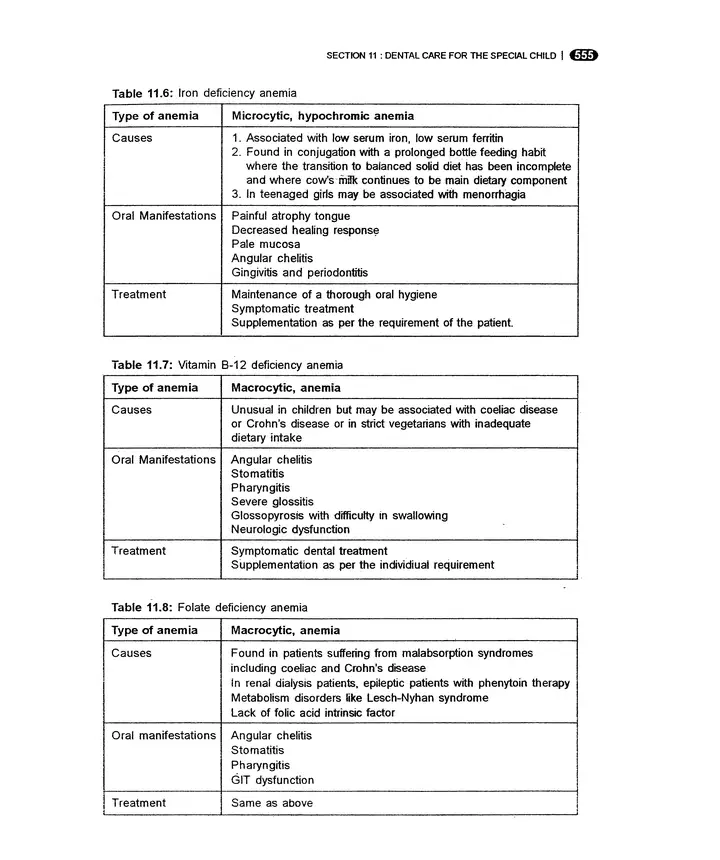 SECTION 11 : DENTAL CARE FOR THE SPECIAL CHILD | 555
Table 11.6: Iron deficiency anemia
Type of anemia Microcytic, hypochromic anemia
Causes 1. Associated with low serum iron, low serum ferritin
2. Found in conjugation with a prolonged bottle feeding habit
where the transition to balanced solid diet has been incomplete
and where cow's milk continues to be main dietary component
3. In teenaged girls may be associated with menorrhagia
Oral Manifestations Painful atrophy tongue
Decreased healing response
Pale mucosa
Angular chelitis
Gingivitis and periodontitis
Treatment Maintenance of a thorough oral hygiene
Symptomatic treatment
Supplementation as per the requirement of the patient.
Table 11.7: Vitamin B-12 deficiency anemia
Type of anemia Macrocytic, anemia
Causes Unusual in children but may be associated with coeliac disease
or Crohn's disease or in strict vegetarians with inadequate
dietary intake
Oral Manifestations Angular chelitis
Stomatitis
Pharyngitis
Severe glossitis
Glossopyrosis with difficulty in swallowing
Neurologic dysfunction
Treatment Symptomatic dental treatment
Supplementation as per the individiual requirement
Table 11.8: Folate deficiency anemia
Type of anemia Macrocytic, anemia
Causes Found in patients suffering from malabsorption syndromes
including coeliac and Crohn's disease
In renal dialysis patients, epileptic patients with phenytoin therapy
Metabolism disorders like Lesch-Nyhan syndrome
Lack of folic acid intrinsic factor
Oral manifestations Angular chelitis
Stomatitis
Pharyngitis
GIT dysfunction
Treatment Same as above